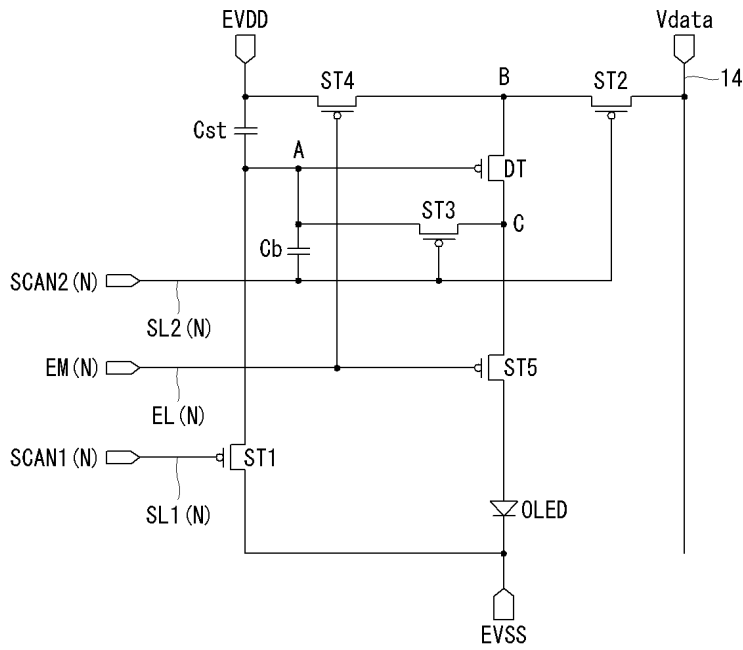 EVDD
Vdata
ST4
B
ST2
14
Cst
A
DT
ST3
C
Cb
SCAN2(N)
SL2(N)
EM(N)
ST5
EL(N)
SCAN1(N)
ST1
SL1(N)
OLED
EVSS